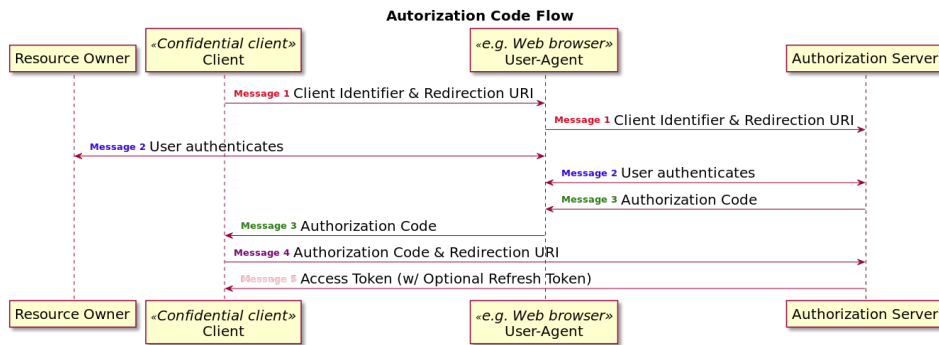 Autorization Code Flow
Resource Owner
«Confidential client»
Client
«e.g. Web browser»
User-Agent
Authorization Server
Message 1 Client Identifier & Redirection URI
Message 1 Client Identifier & Redirection URI
Message 2 User authenticates
Message 2 User authenticates
Message 3 Authorization Code
Message 3 Authorization Code
Message 4 Authorization Code & Redirection URI
Message 5 Access Token (w/ Optional Refresh Token)
Resource Owner
«Confidential client»
Client
«e.g. Web browser»
User-Agent
Authorization Server